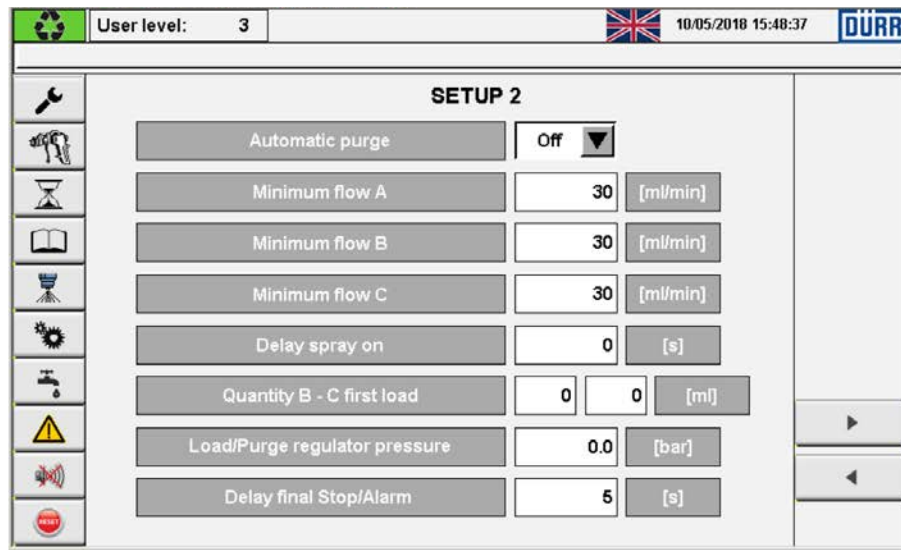 User level: 3 10/05/2018 15:48:37 DÜRR
SETUP 2
Automatic purge Off
Minimum flow A 30 [ml/min]
Minimum flow B 30 [ml/min]
Minimum flow C 30 [ml/min]
Delay spray on 0 [s]
Quantity B - C first load 0 0 [ml]
Load/Purge regulator pressure 0.0 [bar]
Delay final Stop/Alarm 5 [s]
RESET